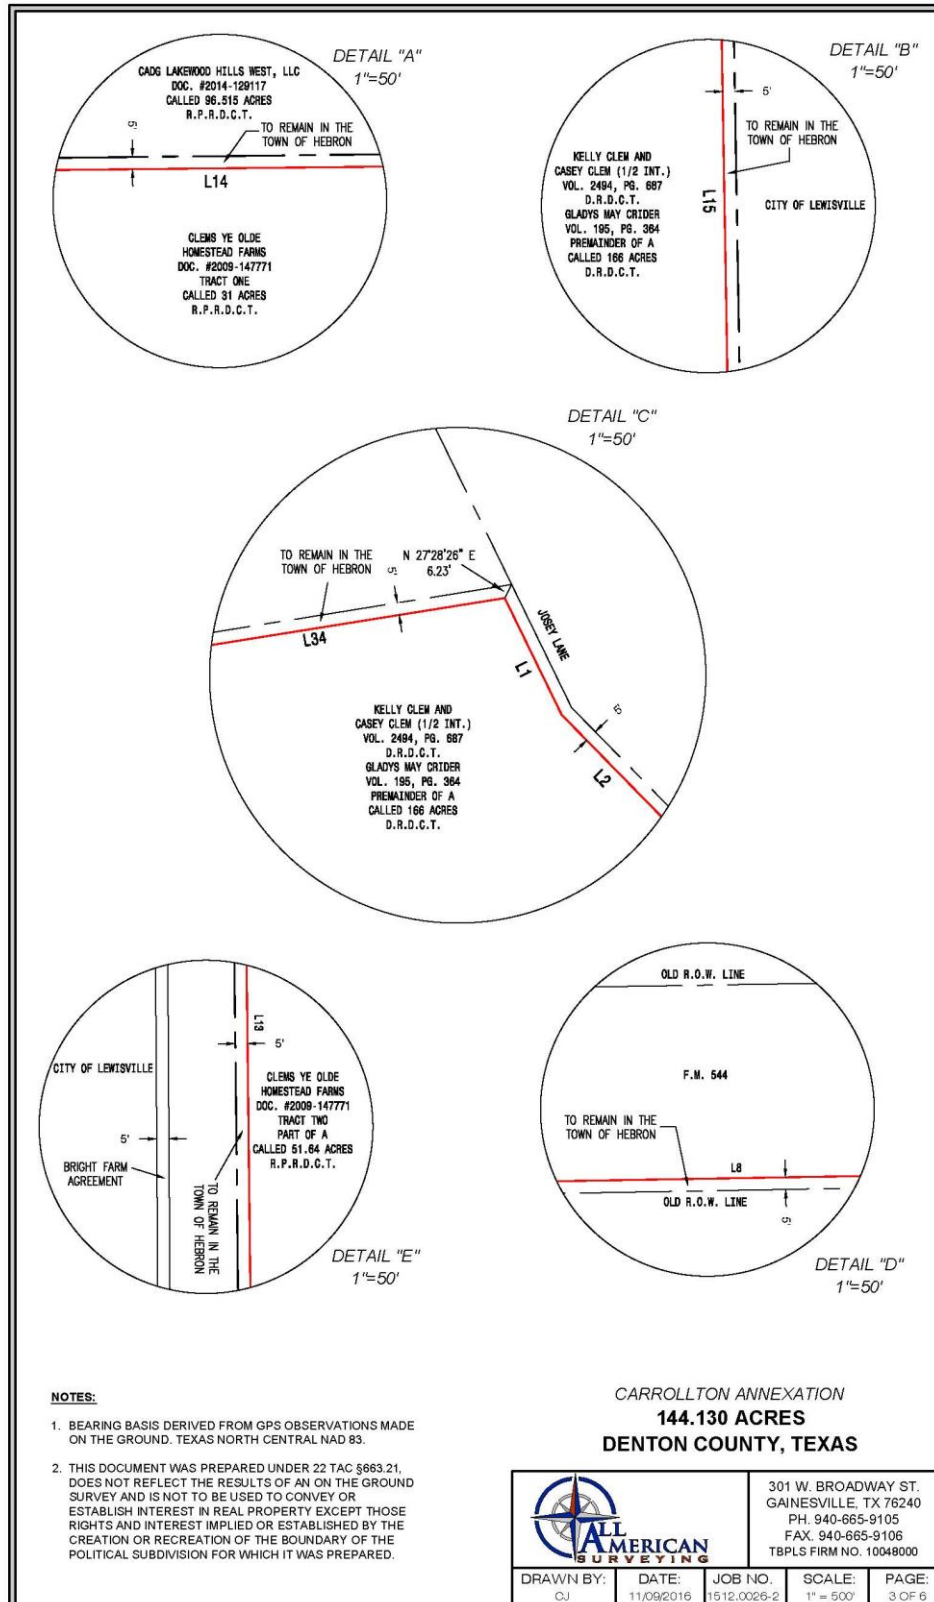 DETAIL "A"
1"=50'
CADG LAKEWOOD HILLS WEST, LLC
DOC. #2014-129117
CALLED 96.515 ACRES
R.P.R.D.C.T.
5'
TO REMAIN IN THE
TOWN OF HEBRON
L14
CLEMS YE OLDE
HOMESTEAD FARMS
DOC. #2009-147771
TRACT ONE
CALLED 31 ACRES
R.P.R.D.C.T.
DETAIL "B"
1"=50'
5'
TO REMAIN IN THE
TOWN OF HEBRON
KELLY CLEM AND
CASEY CLEM (1/2 INT.)
VOL. 2494, PG. 687
D.R.D.C.T.
GLADYS MAY CRIDER
VOL. 195, PG. 364
PREMAINDER OF A
CALLED 166 ACRES
D.R.D.C.T.
L15
CITY OF LEWISVILLE
DETAIL "C"
1"=50'
TO REMAIN IN THE
TOWN OF HEBRON
5'
N 27°28'26" E
6.23'
L34
JOSEY LANE
L1
5'
L2
KELLY CLEM AND
CASEY CLEM (1/2 INT.)
VOL. 2494, PG. 687
D.R.D.C.T.
GLADYS MAY CRIDER
VOL. 195, PG. 364
PREMAINDER OF A
CALLED 166 ACRES
D.R.D.C.T.
L13
5'
CITY OF LEWISVILLE
CLEMS YE OLDE
HOMESTEAD FARMS
DOC. #2009-147771
TRACT TWO
PART OF A
CALLED 51.64 ACRES
R.P.R.D.C.T.
5'
BRIGHT FARM
AGREEMENT
TO REMAIN IN THE
TOWN OF HEBRON
DETAIL "E"
1"=50'
OLD R.O.W. LINE
F.M. 544
TO REMAIN IN THE
TOWN OF HEBRON
L8
OLD R.O.W. LINE
5'
DETAIL "D"
1"=50'
NOTES:
1. BEARING BASIS DERIVED FROM GPS OBSERVATIONS MADE
ON THE GROUND. TEXAS NORTH CENTRAL NAD 83.
2. THIS DOCUMENT WAS PREPARED UNDER 22 TAC §663.21,
DOES NOT REFLECT THE RESULTS OF AN ON THE GROUND
SURVEY AND IS NOT TO BE USED TO CONVEY OR
ESTABLISH INTEREST IN REAL PROPERTY EXCEPT THOSE
RIGHTS AND INTEREST IMPLIED OR ESTABLISHED BY THE
CREATION OR RECREATION OF THE BOUNDARY OF THE
POLITICAL SUBDIVISION FOR WHICH IT WAS PREPARED.
CARROLLTON ANNEXATION
144.130 ACRES
DENTON COUNTY, TEXAS
ALL
AMERICAN
SURVEYING
301 W. BROADWAY ST.
GAINESVILLE, TX 76240
PH. 940-665-9105
FAX. 940-665-9106
TBPLS FIRM NO. 10048000
DRAWN BY: DATE: JOB NO. SCALE: PAGE:
CJ 11/09/2016 1512.0026-2 1" = 500' 3 OF 6